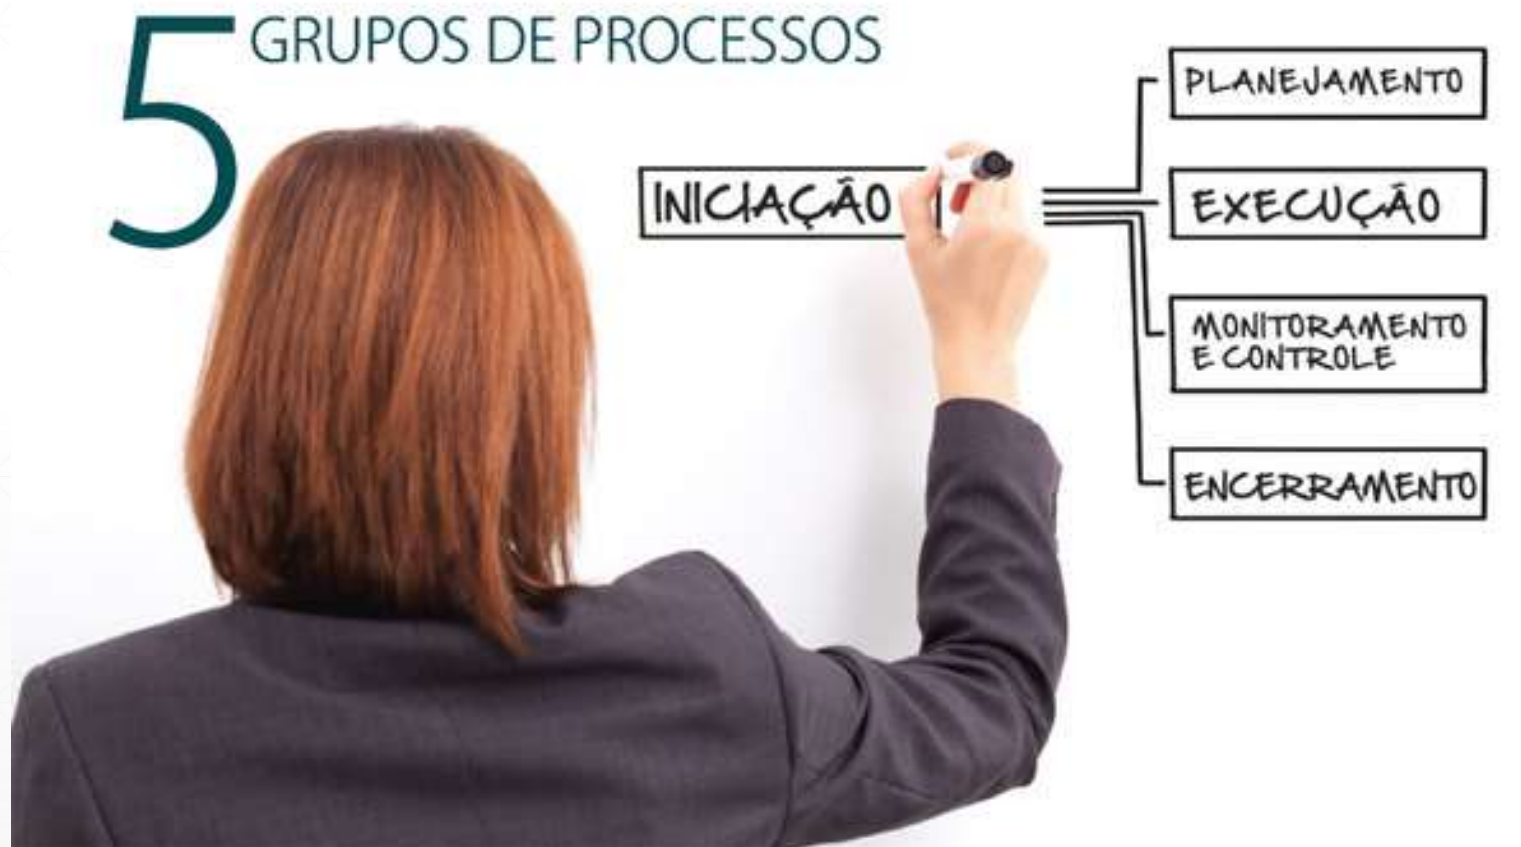 5 GRUPOS DE PROCESSOS
INICIAÇÃO
PLANEJAMENTO
EXECUÇÃO
MONITORAMENTO
E CONTROLE
ENCERRAMENTO